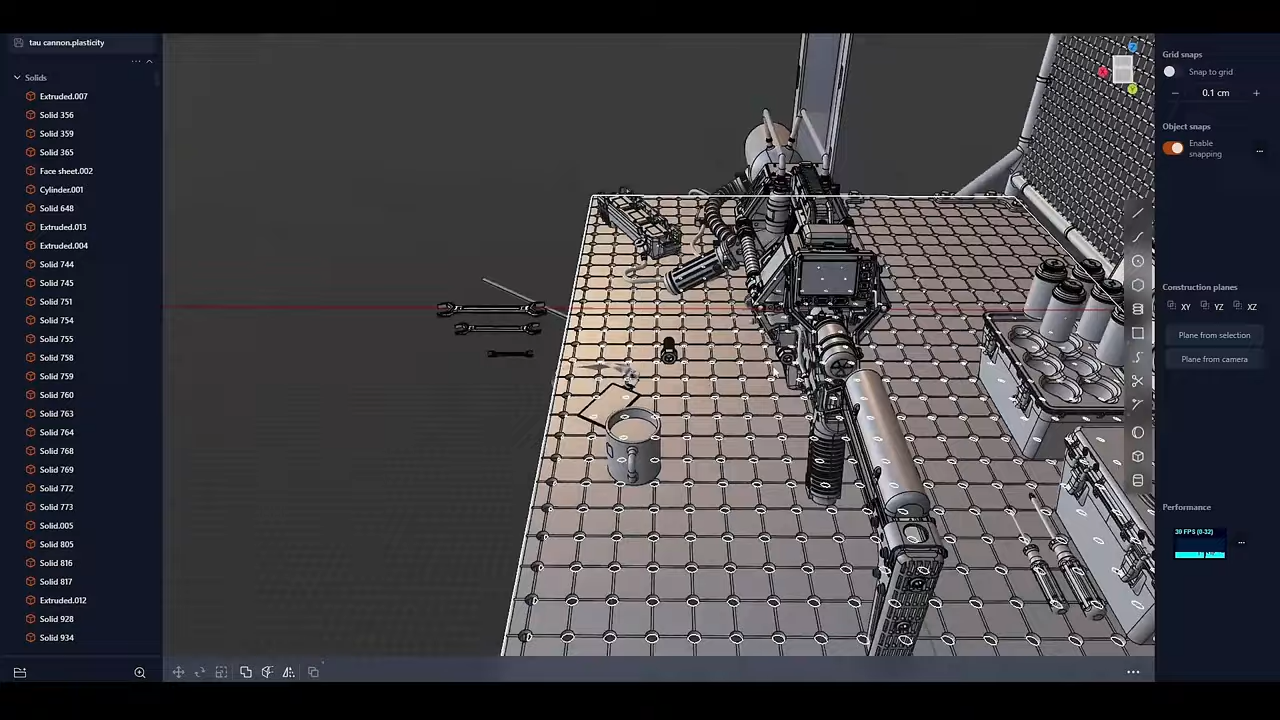 tau cannon.plasticity
Solids
Extruded.007
Solid 356
Solid 359
Solid 365
Face sheet.002
Cylinder.001
Solid 648
Extruded.013
Extruded.004
Solid 744
Solid 745
Solid 751
Solid 754
Solid 755
Solid 758
Solid 759
Solid 760
Solid 763
Solid 764
Solid 768
Solid 769
Solid 772
Solid 773
Solid.005
Solid 805
Solid 816
Solid 817
Extruded.012
Solid 928
Solid 934
Z
X
Y
Grid snaps
Snap to grid
0.1 cm
Object snaps
Enable
snapping
Construction planes
XY YZ XZ
Plane from selection
Plane from camera
Performance
39 FPS (0-32)